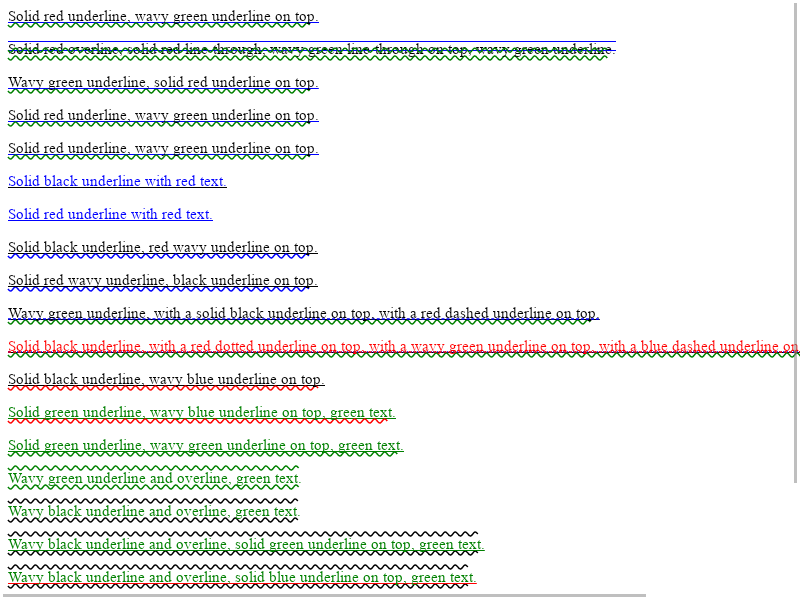 Solid red underline, wavy green underline on top.
Solid red overline, solid red line-through, wavy green line-through on top, wavy green underline.
Wavy green underline, solid red underline on top.
Solid red underline, wavy green underline on top.
Solid red underline, wavy green underline on top.
Solid black underline with red text.
Solid red underline with red text.
Solid black underline, red wavy underline on top.
Solid red wavy underline, black underline on top.
Wavy green underline, with a solid black underline on top, with a red dashed underline on top.
Solid black underline, with a red dotted underline on top, with a wavy green underline on top, with a blue dashed underline on
Solid black underline, wavy blue underline on top.
Solid green underline, wavy blue underline on top, green text.
Solid green underline, wavy green underline on top, green text.
Wavy green underline and overline, green text.
Wavy black underline and overline, green text.
Wavy black underline and overline, solid green underline on top, green text.
Wavy black underline and overline, solid blue underline on top, green text.